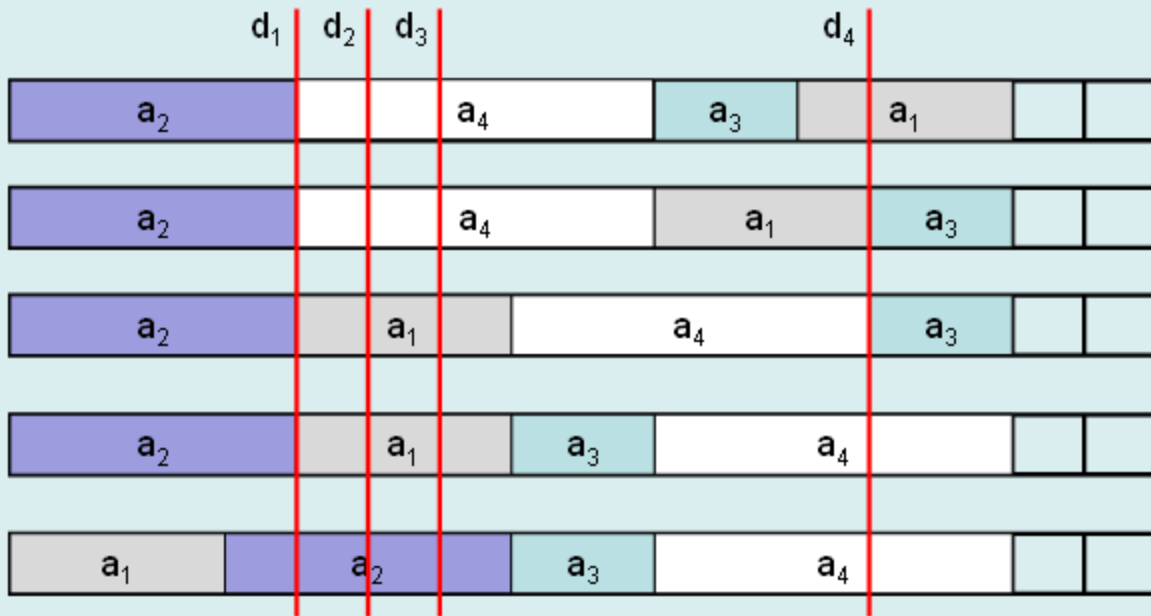 d₁ d₂ d₃ d₄
a₂ a₄ a₃ a₁
a₂ a₄ a₁ a₃
a₂ a₁ a₄ a₃
a₂ a₁ a₃ a₄
a₁ a₂ a₃ a₄